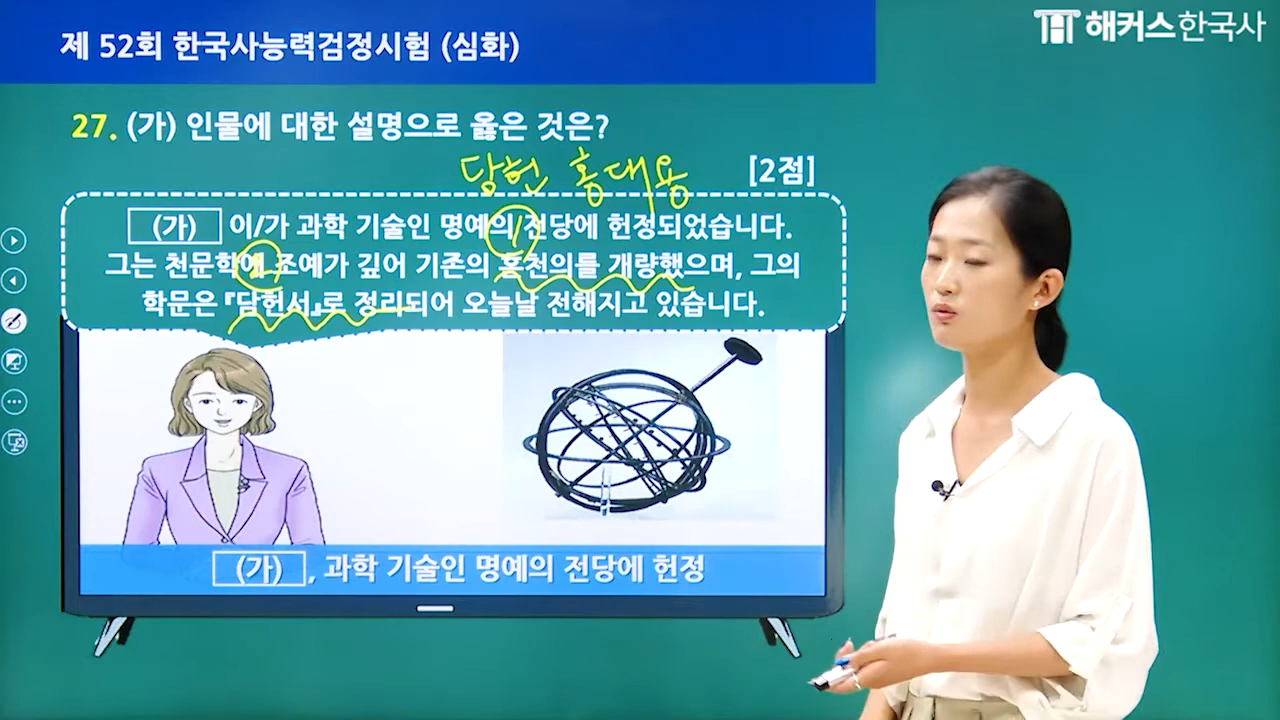 제 52회 한국사능력검정시험 (심화)
해커스한국사
27. (가) 인물에 대한 설명으로 옳은 것은?
담헌 홍대용
[2점]
(가) 이/가 과학 기술인 명예의 전당에 헌정되었습니다.
그는 천문학에 조예가 깊어 기존의 혼천의를 개량했으며, 그의
학문은 『담헌서』로 정리되어 오늘날 전해지고 있습니다.
1
2
(가), 과학 기술인 명예의 전당에 헌정